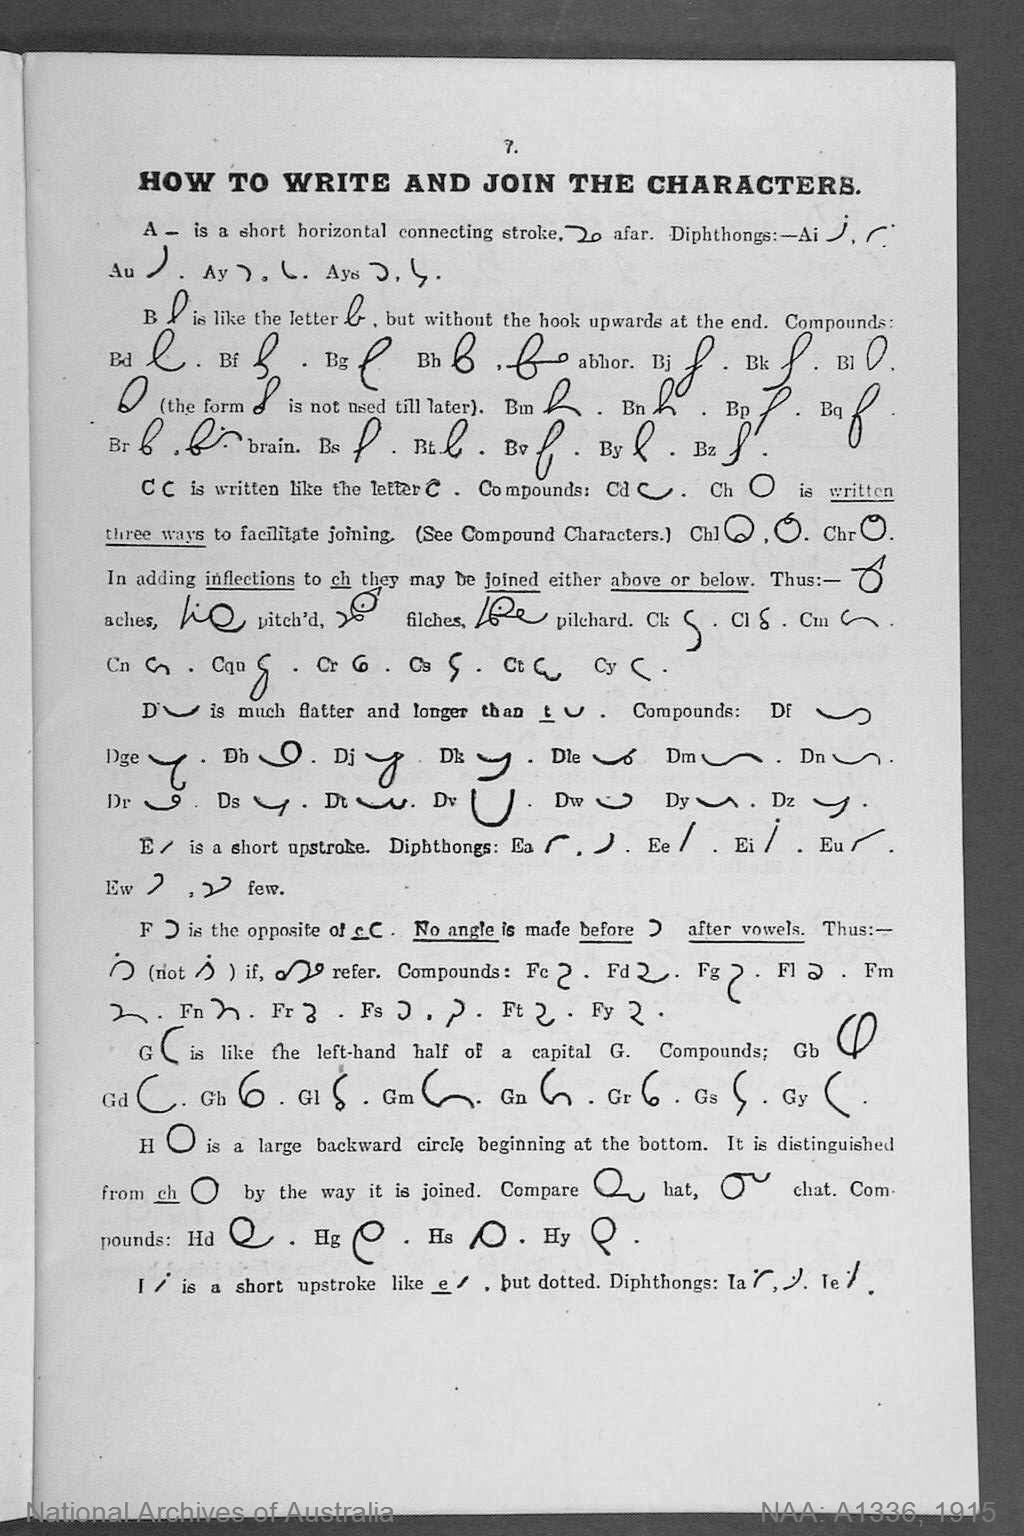 7.
HOW TO WRITE AND JOIN THE CHARACTERS.
A is a short horizontal connecting stroke, afar. Diphthongs:—Ai ,
Au . Ay , . Ays , .
B is like the letter , but without the hook upwards at the end. Compounds:
Bd . Bf . Bg Bh , abhor. Bj . Bk . Bl .
(the form is not used till later). Bm . Bn . Bp . Bq .
Br , brain. Bs . Bt . Bv . By . Bz .
C is written like the letter . Compounds: Cd . Ch is written
three ways to facilitate joining. (See Compound Characters.) Chl , . Chr .
In adding inflections to ch they may be joined either above or below. Thus:—
aches, pitch'd, filches, pilchard. Ck . Cl . Cm .
Cn . Cqu . Cr . Cs . Ct Cy .
D is much flatter and longer than t . Compounds: Df
Dge . Dh . Dj . Dk . Dle Dm . Dn .
Dr . Ds . Dt . Dv . Dw Dy . Dz .
E is a short upstroke. Diphthongs: Ea , . Ee . Ei . Eu .
Ew , few.
F is the opposite of c . No angle is made before after vowels. Thus:—
(not ) if, refer. Compounds: Fc . Fd . Fg . Fl . Fm
. Fn . Fr . Fs , . Ft . Fy .
G is like the left-hand half of a capital G. Compounds; Gb
Gd . Gh . Gl . Gm . Gn . Gr . Gs . Gy .
H is a large backward circle beginning at the bottom. It is distinguished
from ch by the way it is joined. Compare hat, chat. Com-
pounds: Hd . Hg . Hs . Hy .
I is a short upstroke like e , but dotted. Diphthongs: Ia , . Ie .
National Archives of Australia
NAA: A1336, 1915